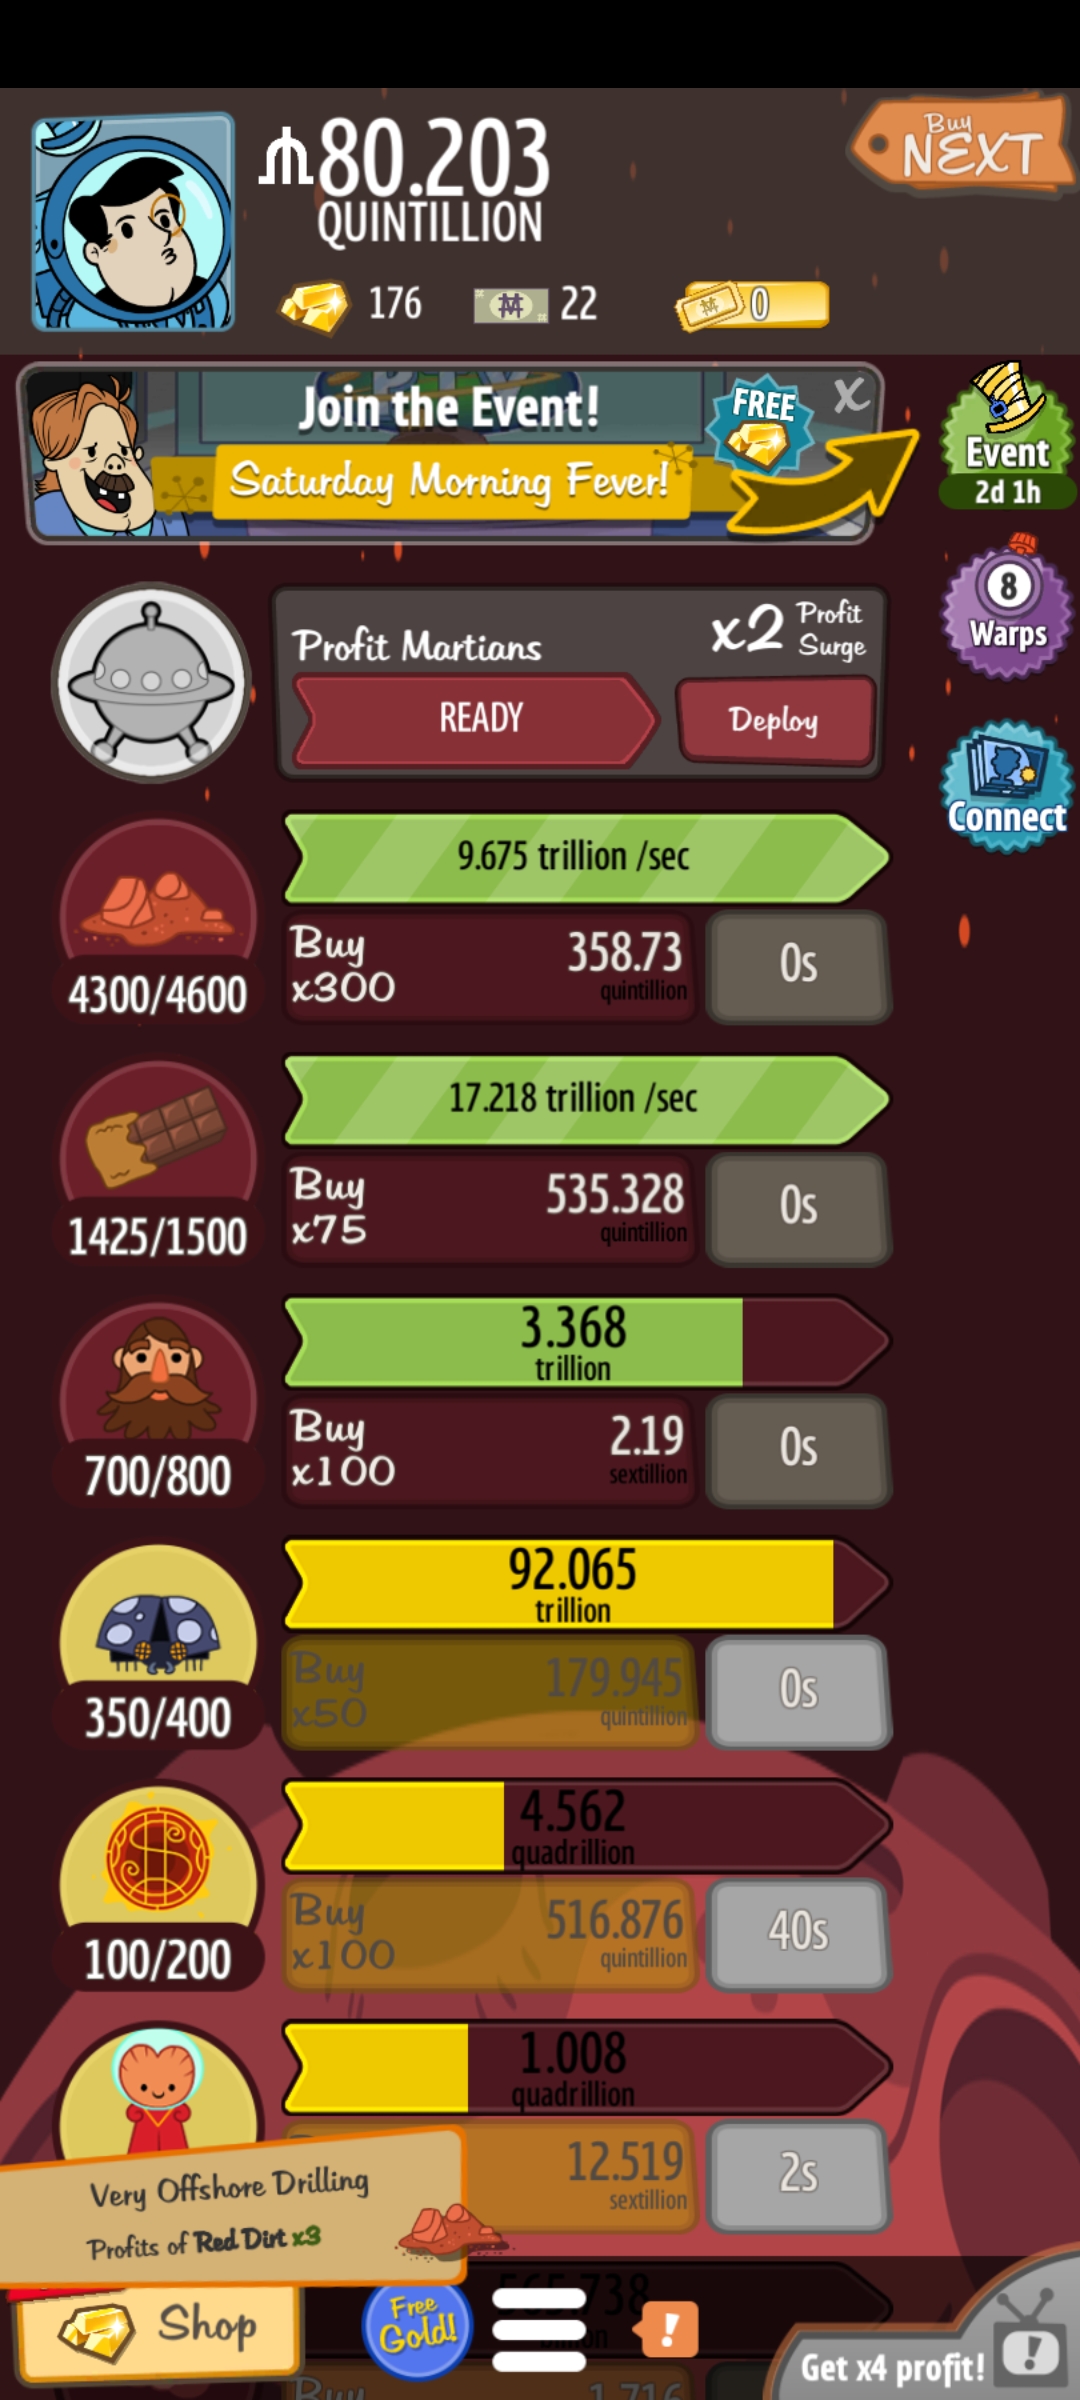 Buy
NEXT
80.203
QUINTILLION
176
22
0
Join the Event!
FREE
X
Saturday Morning Fever!
Event
2d 1h
8
Warps
Connect
Profit Martians
x2 Profit
Surge
READY
Deploy
9.675 trillion /sec
Buy
x300
358.73
quintillion
0s
4300/4600
17.218 trillion /sec
Buy
x75
535.328
quintillion
0s
1425/1500
3.368
trillion
Buy
x100
2.19
sextillion
0s
700/800
92.065
trillion
Buy
x50
179.945
quintillion
0s
350/400
4.562
quadrillion
Buy
x100
516.876
quintillion
40s
100/200
1.008
quadrillion
12.519
sextillion
2s
Very Offshore Drilling
Profits of Red Dirt x3
Shop
Free
Gold!
!
Get x4 profit!
!
Buy
1.716